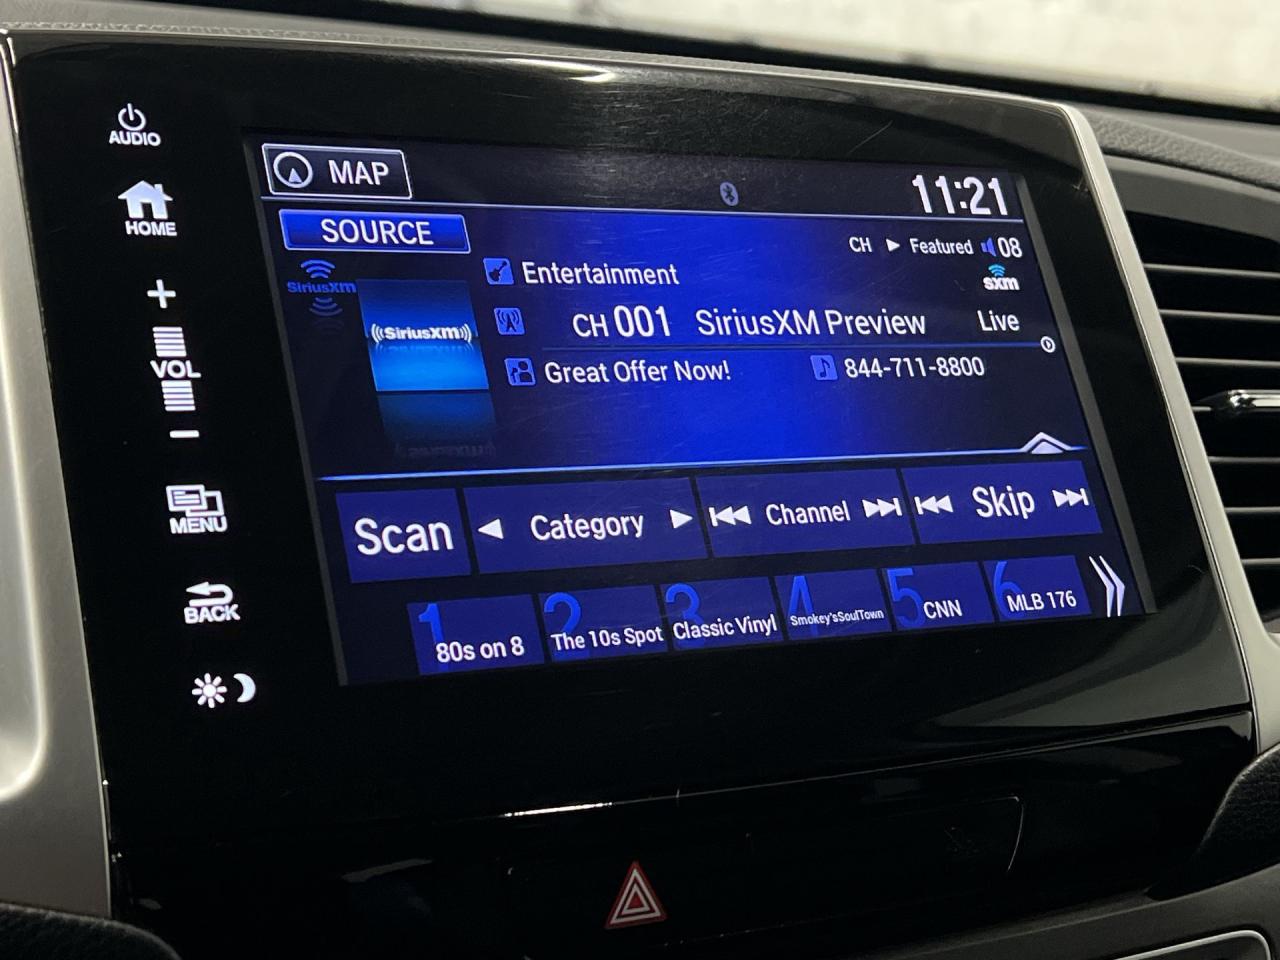 AUDIO
HOME
+
VOL
−
MENU
BACK
MAP
11:21
SOURCE
CH ▶ Featured 08
SiriusXM
sxm
Entertainment
((SiriusXM))
CH 001 SiriusXM Preview Live
Great Offer Now! 844-711-8800
Scan ◀ Category ▶ Channel Skip
1 80s on 8
2 The 10s Spot
3 Classic Vinyl
4 Smokey'sSoulTown
5 CNN
6 MLB 176